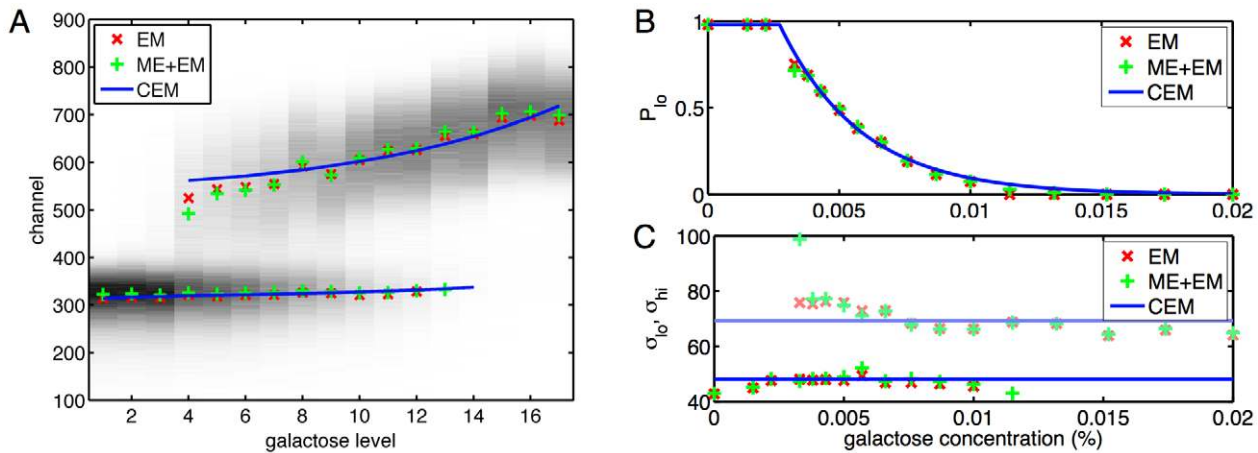 A
900
800
700
600
500
400
300
200
100
channel
EM
ME+EM
CEM
2
4
6
8
10
12
14
16
galactose level
B
1
0.5
0
P_lo
EM
ME+EM
CEM
0
0.005
0.01
0.015
0.02
C
100
80
60
40
σ_lo, σ_hi
EM
ME+EM
CEM
0
0.005
0.01
0.015
0.02
galactose concentration (%)